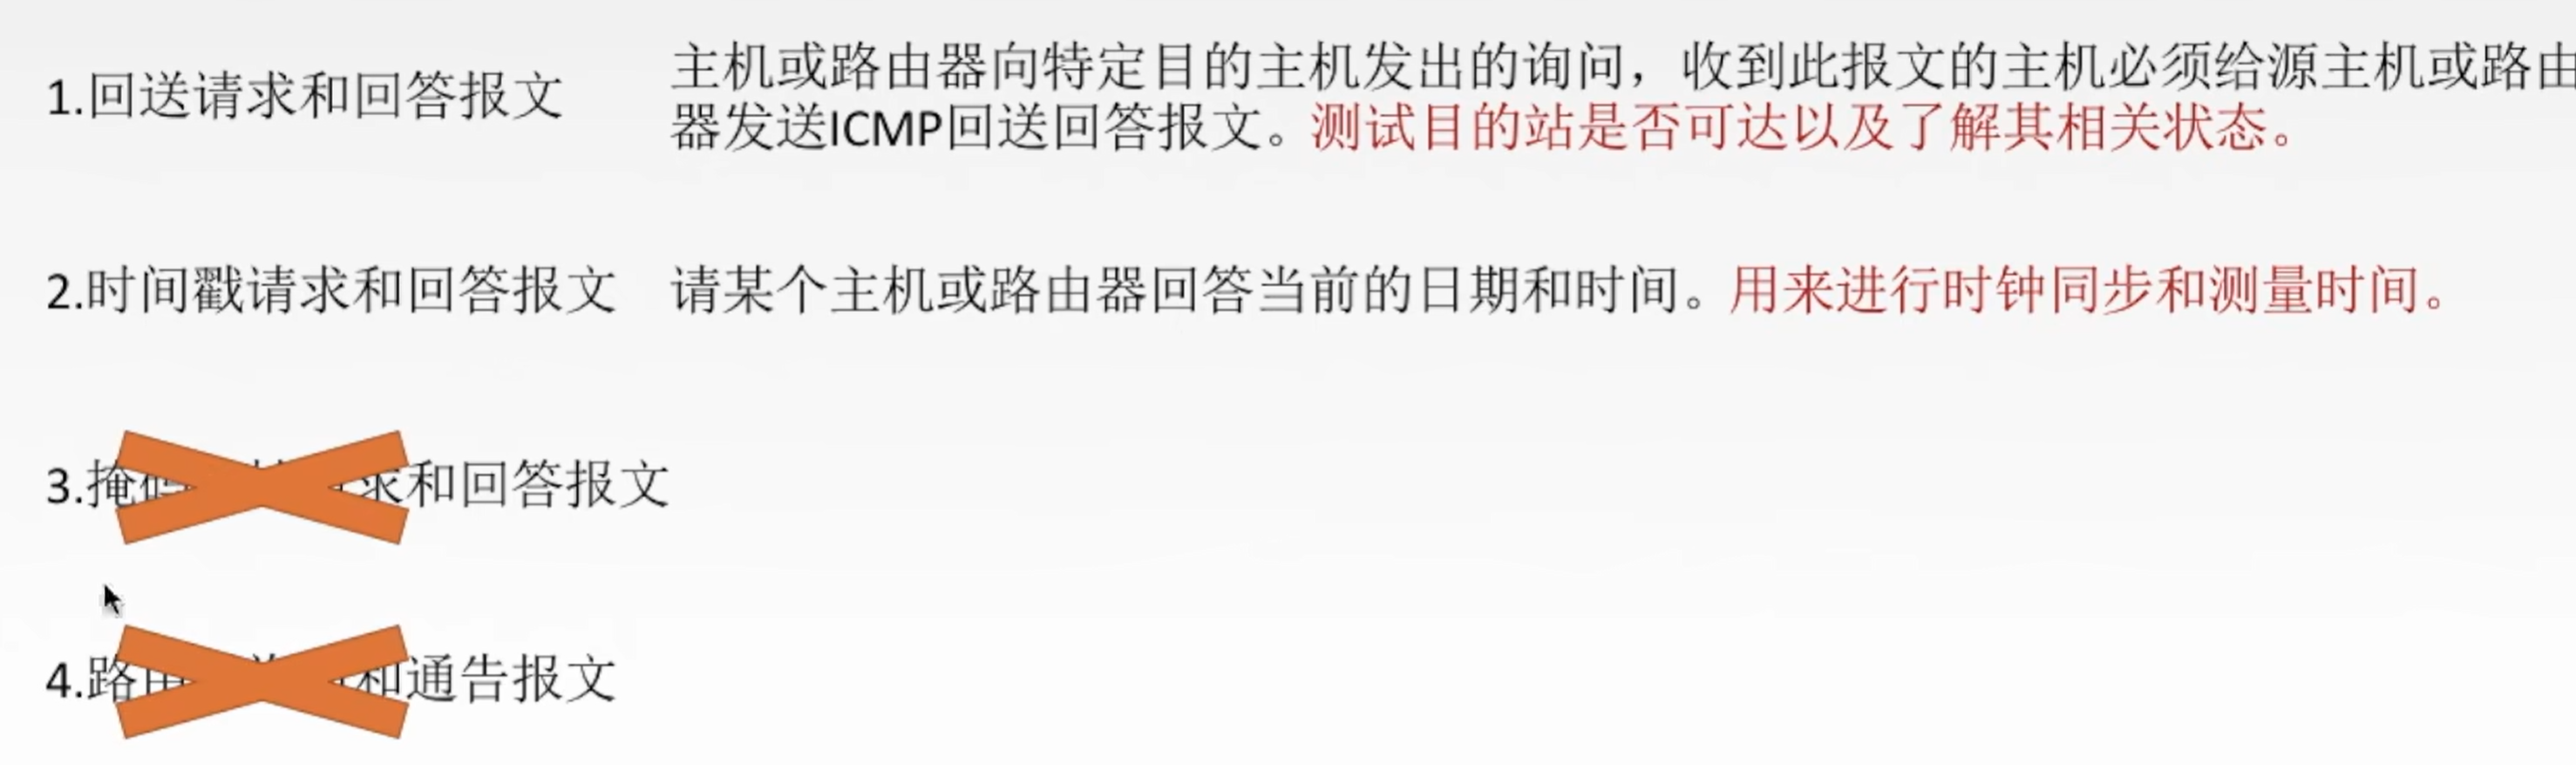 1.回送请求和回答报文
主机或路由器向特定目的主机发出的询问，收到此报文的主机必须给源主机或路由
器发送ICMP回送回答报文。测试目的站是否可达以及了解其相关状态。
2.时间戳请求和回答报文 请某个主机或路由器回答当前的日期和时间。用来进行时钟同步和测量时间。
3.掩码 求和回答报文
4.路由 和通告报文